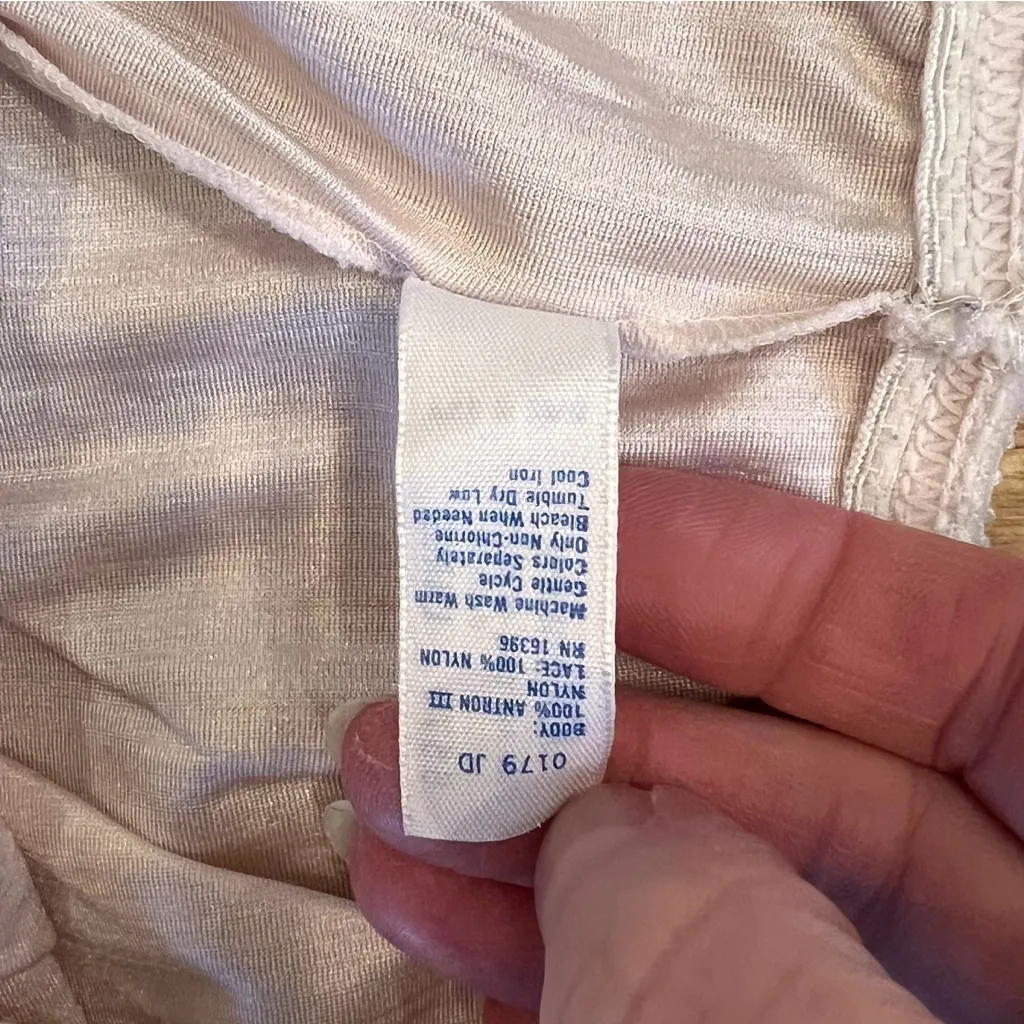 0179 JD
BODY:
100% ANTRON III
NYLON
LACE: 100% NYLON
RN 16396
Machine Wash Warm
Gentle Cycle
Colors Separately
Only Non-Chlorine
Bleach When Needed
Tumble Dry Low
Cool Iron